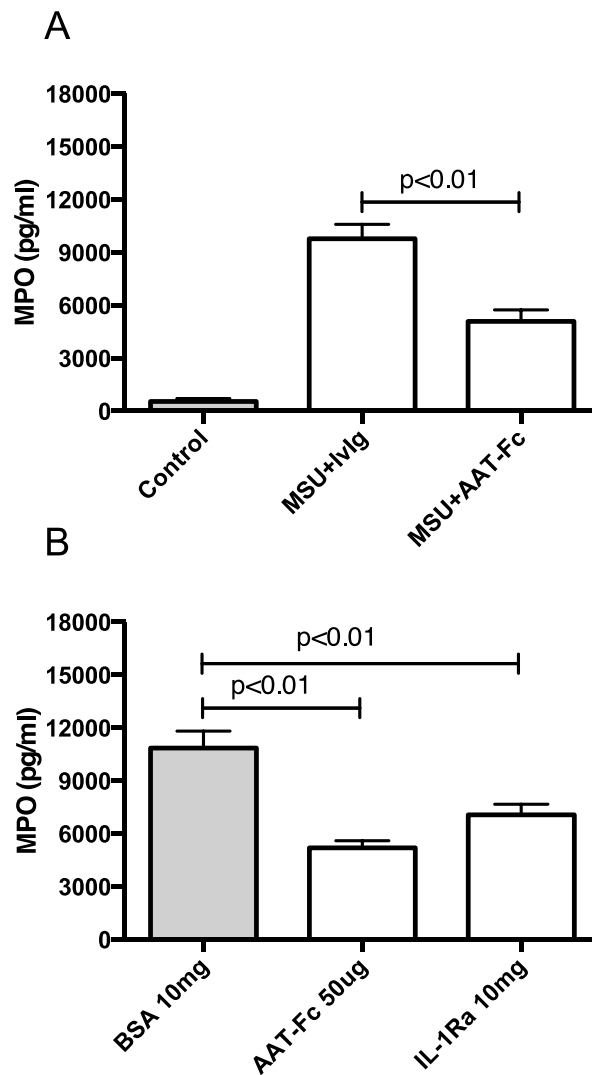 A
18000
15000
12000
9000
6000
3000
0
MPO (pg/ml)
p<0.01
Control
MSU+IvIg
MSU+AAT-Fc
B
18000
15000
12000
9000
6000
3000
0
MPO (pg/ml)
p<0.01
p<0.01
BSA 10mg
AAT-Fc 50ug
IL-1Ra 10mg